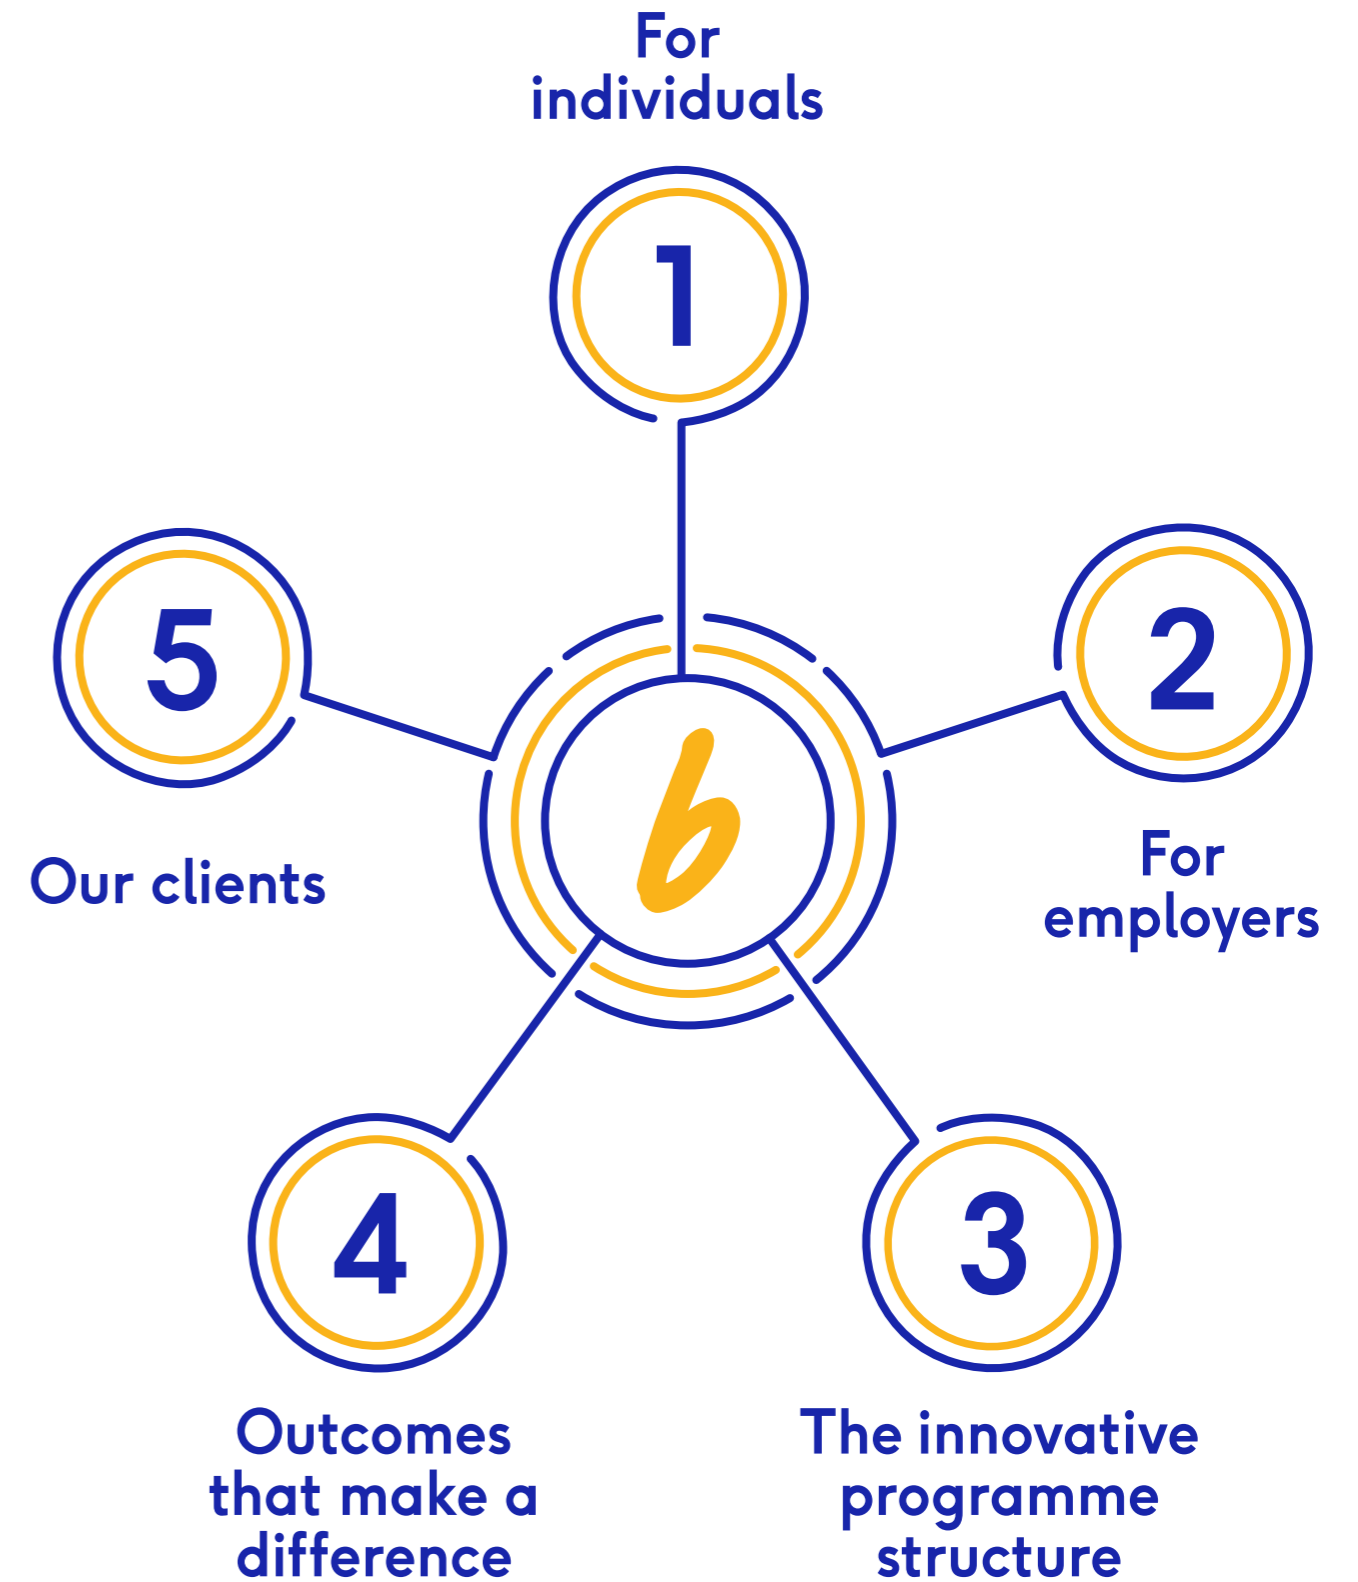 For
individuals
1
5
2
b
Our clients
For
employers
4
3
Outcomes
that make a
difference
The innovative
programme
structure